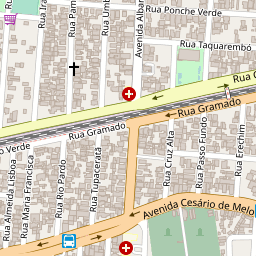 Rua Ira
Rua Pam
Rua Umb
Avenida Albar
Rua Ponche Verde
Rua Taquarembó
Rua G
Rua Gramado
Rua Gramado
o Verde
Rua Almeida Lisboa
Rua Maria Francisca
Rua Rio Pardo
Rua Tupaceratã
Rua Cruz Alta
Rua Passo Fundo
Rua Erechim
Avenida Cesário de Melo